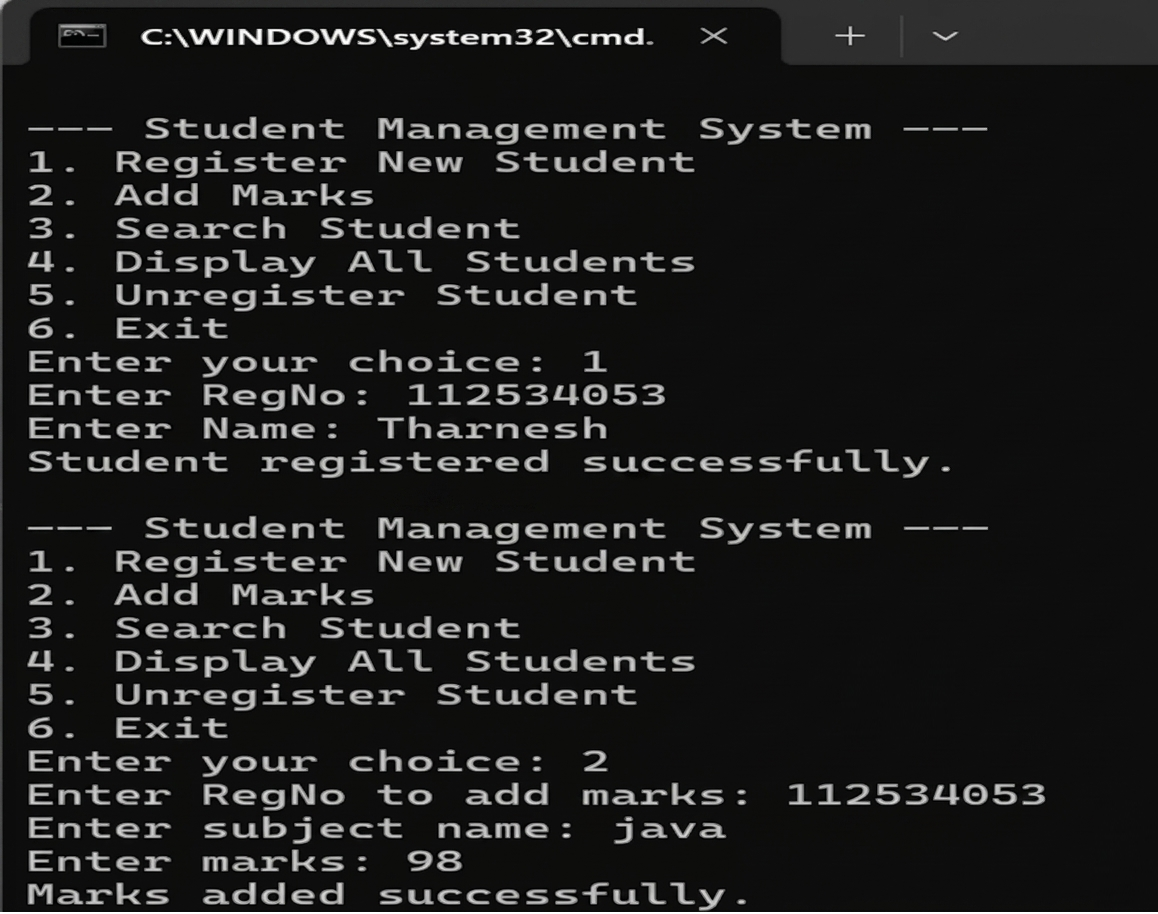 C:\WINDOWS\system32\cmd.
--- Student Management System ---
1. Register New Student
2. Add Marks
3. Search Student
4. Display All Students
5. Unregister Student
6. Exit
Enter your choice: 1
Enter RegNo: 112534053
Enter Name: Tharnesh
Student registered successfully.
--- Student Management System ---
1. Register New Student
2. Add Marks
3. Search Student
4. Display All Students
5. Unregister Student
6. Exit
Enter your choice: 2
Enter RegNo to add marks: 112534053
Enter subject name: java
Enter marks: 98
Marks added successfully.